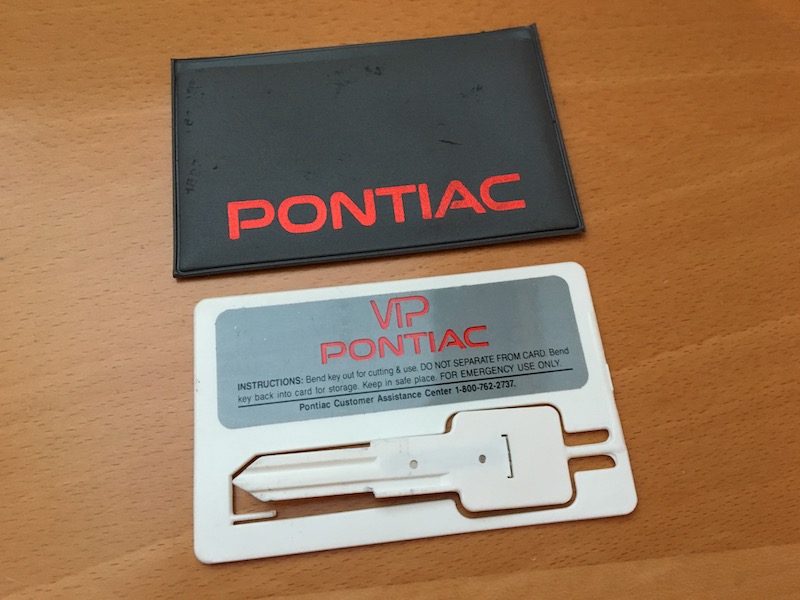 PONTIAC
VIP
PONTIAC
INSTRUCTIONS: Bend key out for cutting & use. DO NOT SEPARATE FROM CARD. Bend
key back into card for storage. Keep in safe place. FOR EMERGENCY USE ONLY.
Pontiac Customer Assistance Center 1-800-762-2737.